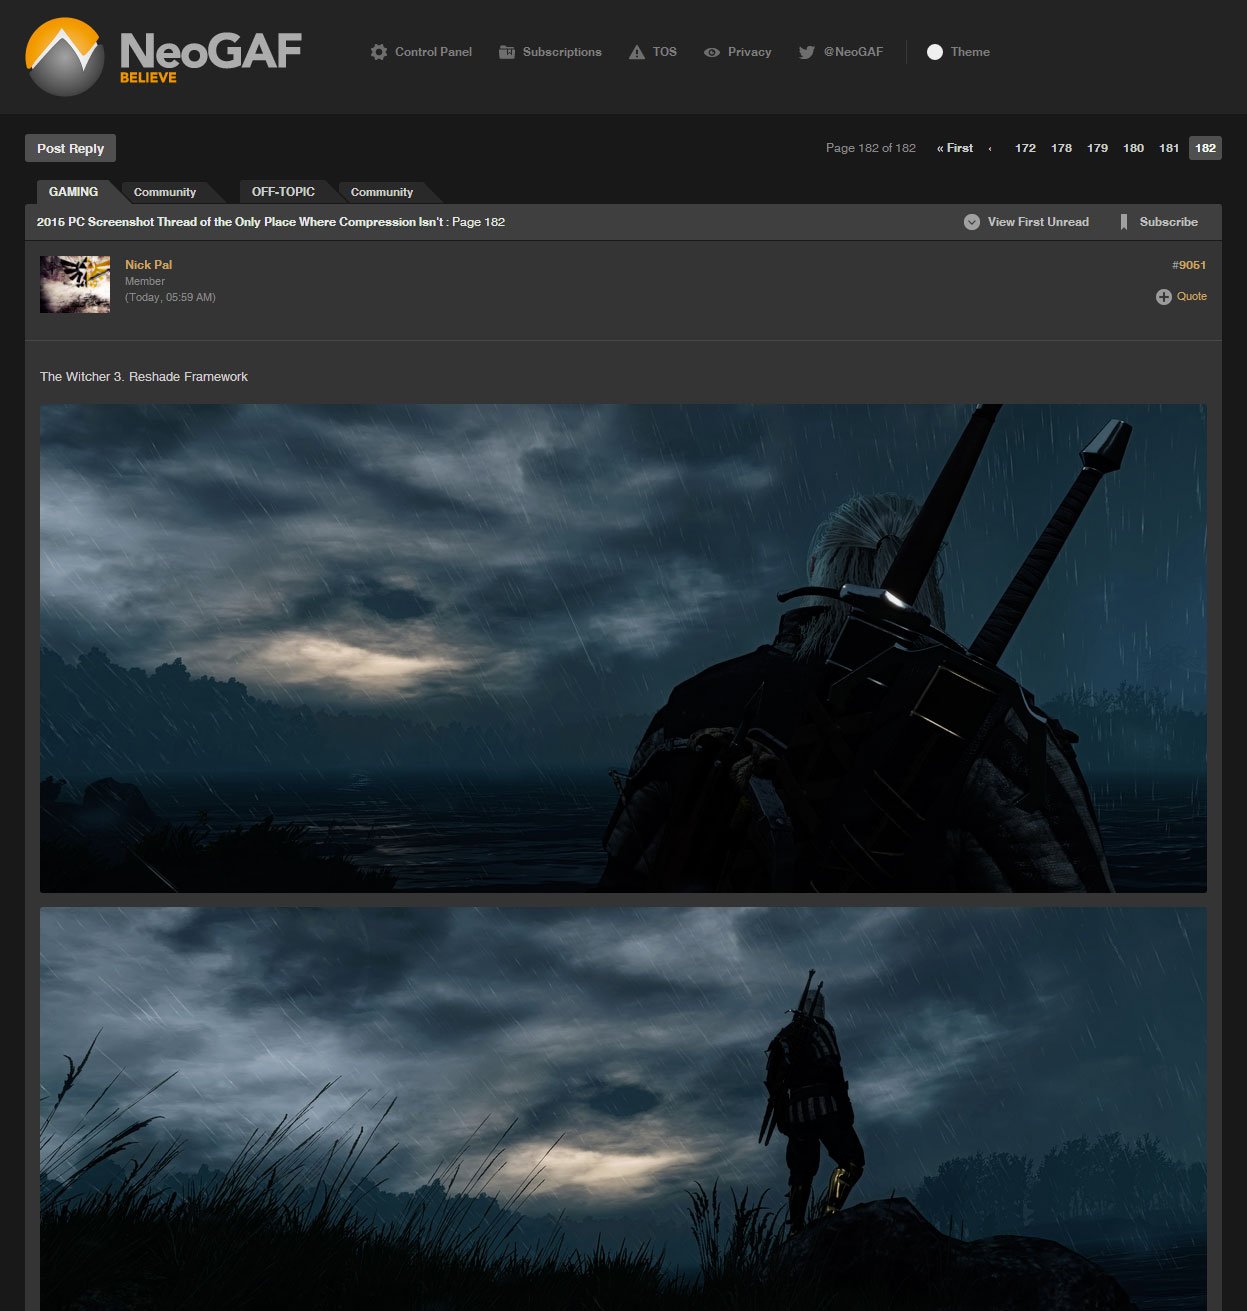 NeoGAF
BELIEVE
Control Panel
Subscriptions
TOS
Privacy
@NeoGAF
Theme
Post Reply
Page 182 of 182 « First ‹ 172 178 179 180 181 182
GAMING Community OFF-TOPIC Community
2015 PC Screenshot Thread of the Only Place Where Compression Isn't : Page 182
View First Unread
Subscribe
Nick Pal
#9051
Member
(Today, 05:59 AM)
Quote
The Witcher 3. Reshade Framework